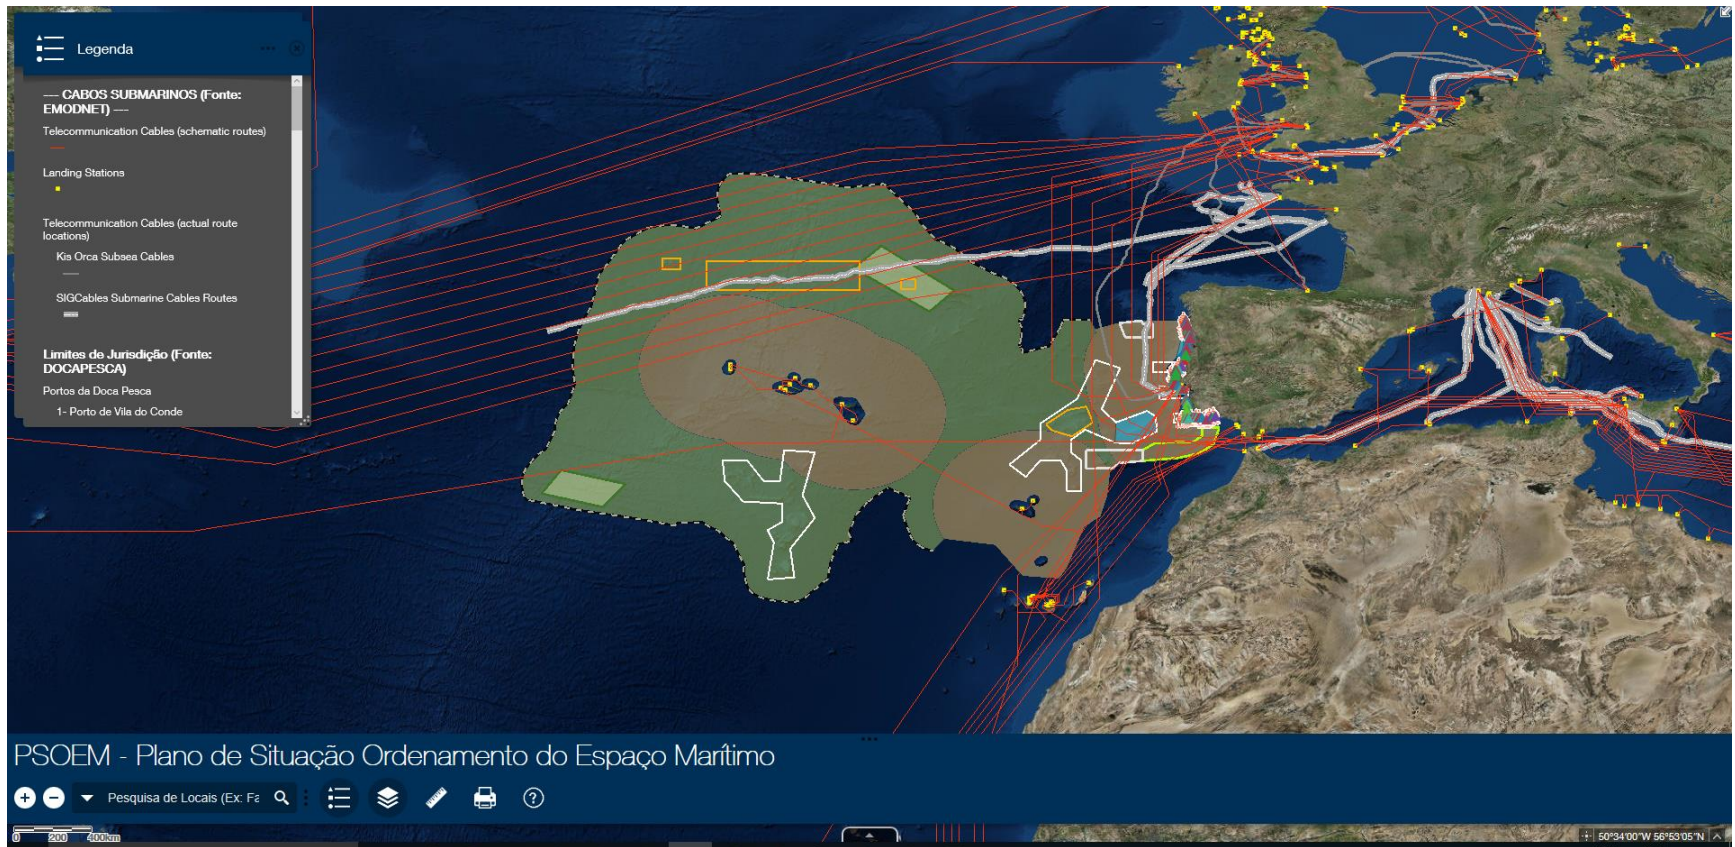 Legenda
--- CABOS SUBMARINOS (Fonte:
EMODNET) ---
Telecommunication Cables (schematic routes)
Landing Stations
Telecommunication Cables (actual route
locations)
Kis Orca Subsea Cables
SIGCables Submarine Cables Routes
Limites de Jurisdição (Fonte:
DOCAPESCA)
Portos da Doca Pesca
1- Porto de Vila do Conde
PSOEM - Plano de Situação Ordenamento do Espaço Marítimo
Pesquisa de Locais (Ex: Fa
0 200 400km
50°34'00"W 56°53'05"N